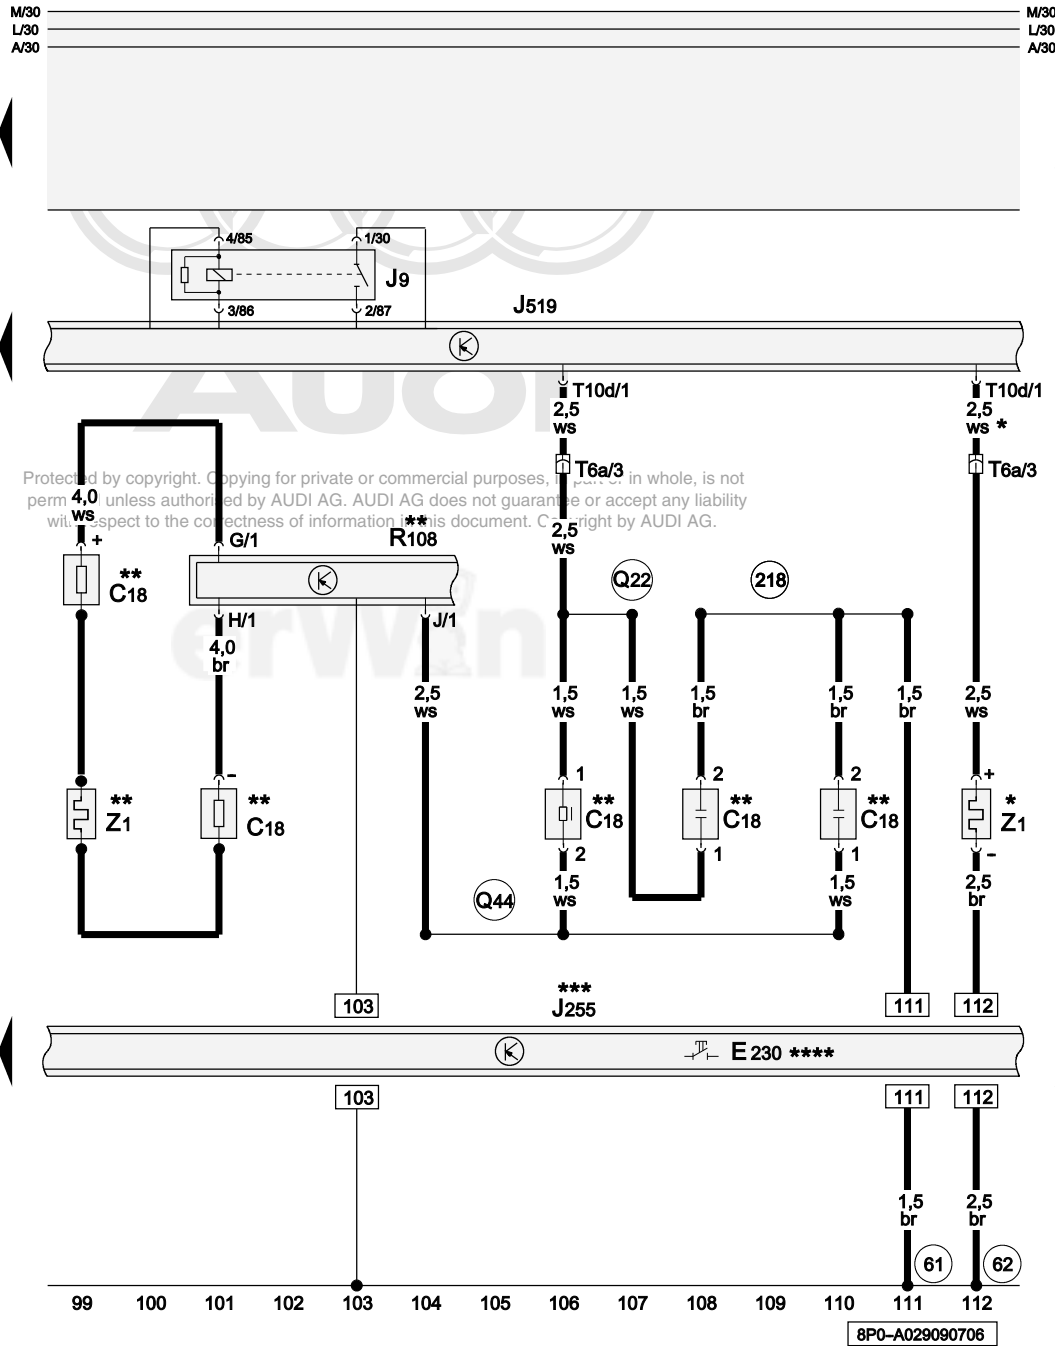 M/30 M/30
L/30 L/30
A/30 A/30
4/85 1/30
J9
3/86 2/87
J519
T10d/1 T10d/1
2,5 2,5
ws ws *
AUDI
T6a/3 T6a/3
Protected by copyright. Copying for private or commercial purposes, in part or in whole, is not
permitted unless authorised by AUDI AG. AUDI AG does not guarantee or accept any liability
with respect to the correctness of information in this document. Copyright by AUDI AG.
4,0
ws
2,5
ws
**
R108
+ G/1
**
C18
Q22 218
H/1 J/1
erWin
4,0
br
2,5 1,5 1,5 1,5 1,5 1,5 2,5
ws ws ws br br br ws
- 1 2 2 +
** ** ** ** ** *
Z1 C18 C18 C18 C18 Z1
2 1 1 -
1,5 1,5 2,5
ws ws br
Q44
***
J255
103 111 112
E230 ****
103 111 112
1,5 2,5
br br
61 62
99 100 101 102 103 104 105 106 107 108 109 110 111 112
8P0-A029090706